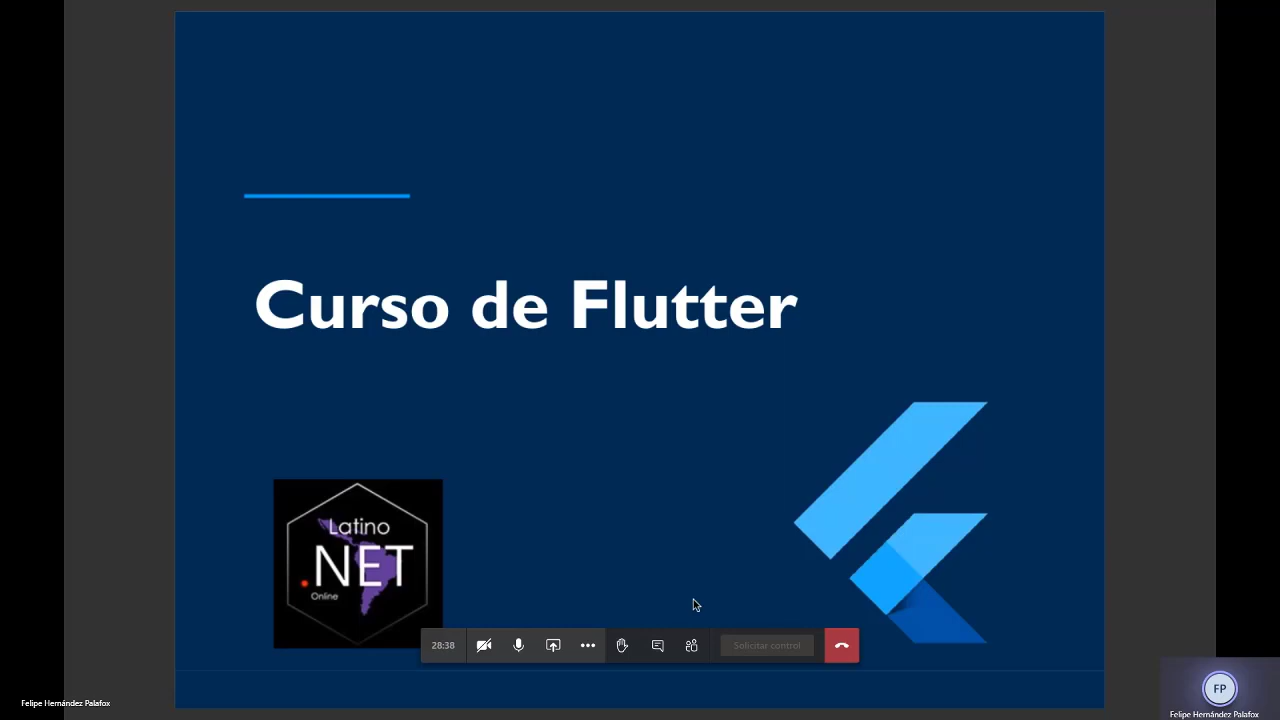 Curso de Flutter
Latino
.NET
Online
28:38
Solicitar control
FP
Felipe Hernández Palafox
Felipe Hernández Palafox